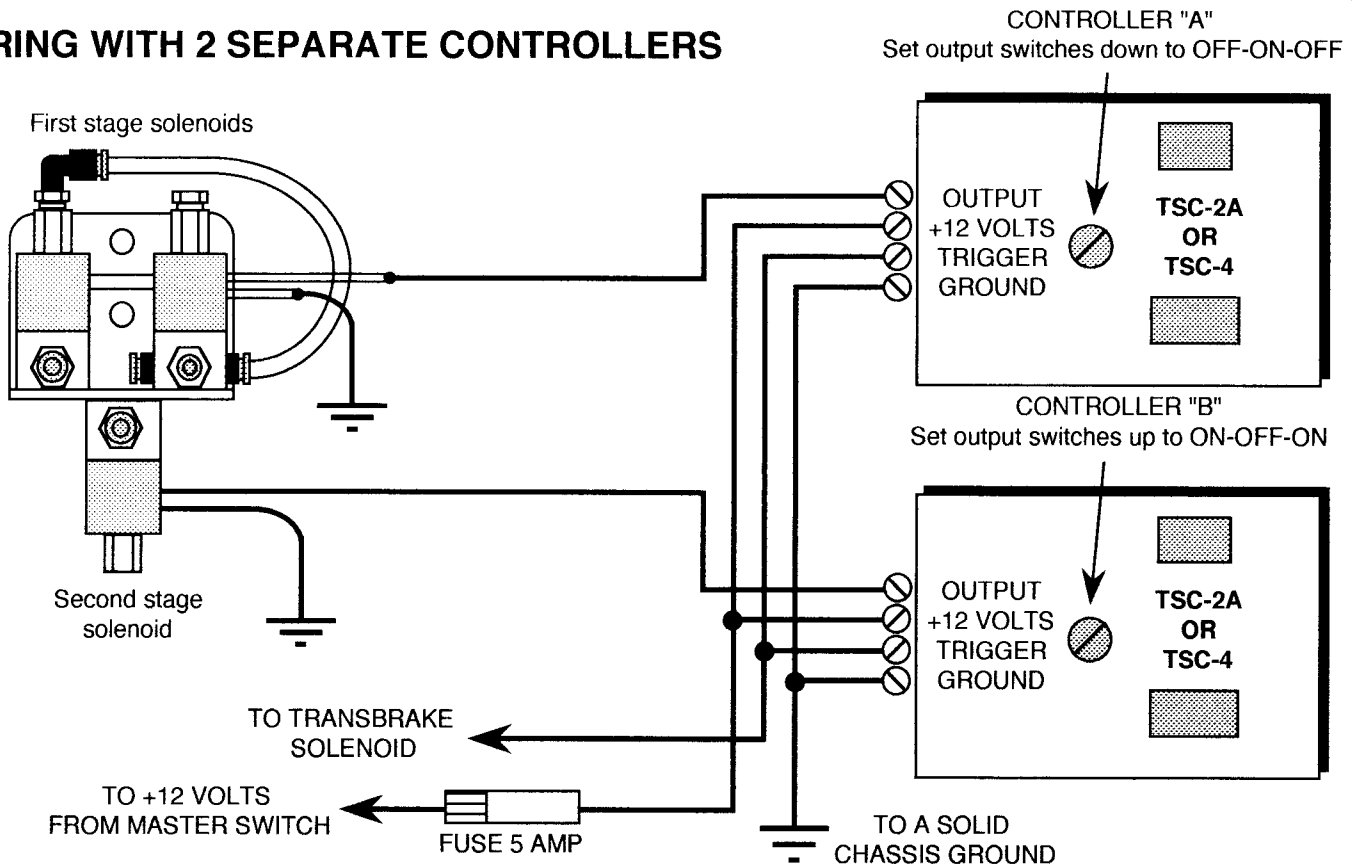 RING WITH 2 SEPARATE CONTROLLERS
CONTROLLER "A"
Set output switches down to OFF-ON-OFF
First stage solenoids
OUTPUT
+12 VOLTS
TRIGGER
GROUND
TSC-2A
OR
TSC-4
CONTROLLER "B"
Set output switches up to ON-OFF-ON
Second stage
solenoid
OUTPUT
+12 VOLTS
TRIGGER
GROUND
TSC-2A
OR
TSC-4
TO TRANSBRAKE
SOLENOID
TO +12 VOLTS
FROM MASTER SWITCH
FUSE 5 AMP
TO A SOLID
CHASSIS GROUND